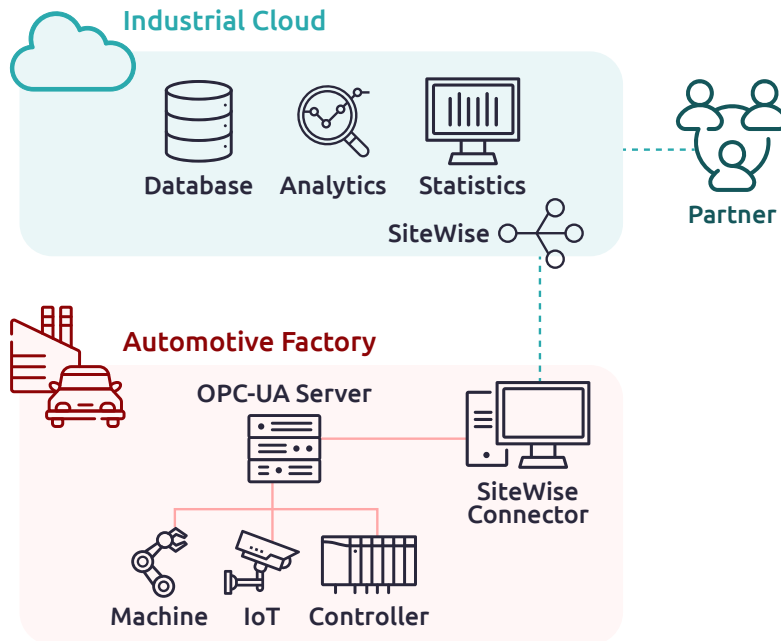 Industrial Cloud
Database
Analytics
Statistics
SiteWise
Partner
Automotive Factory
OPC-UA Server
SiteWise
Connector
Machine
IoT
Controller